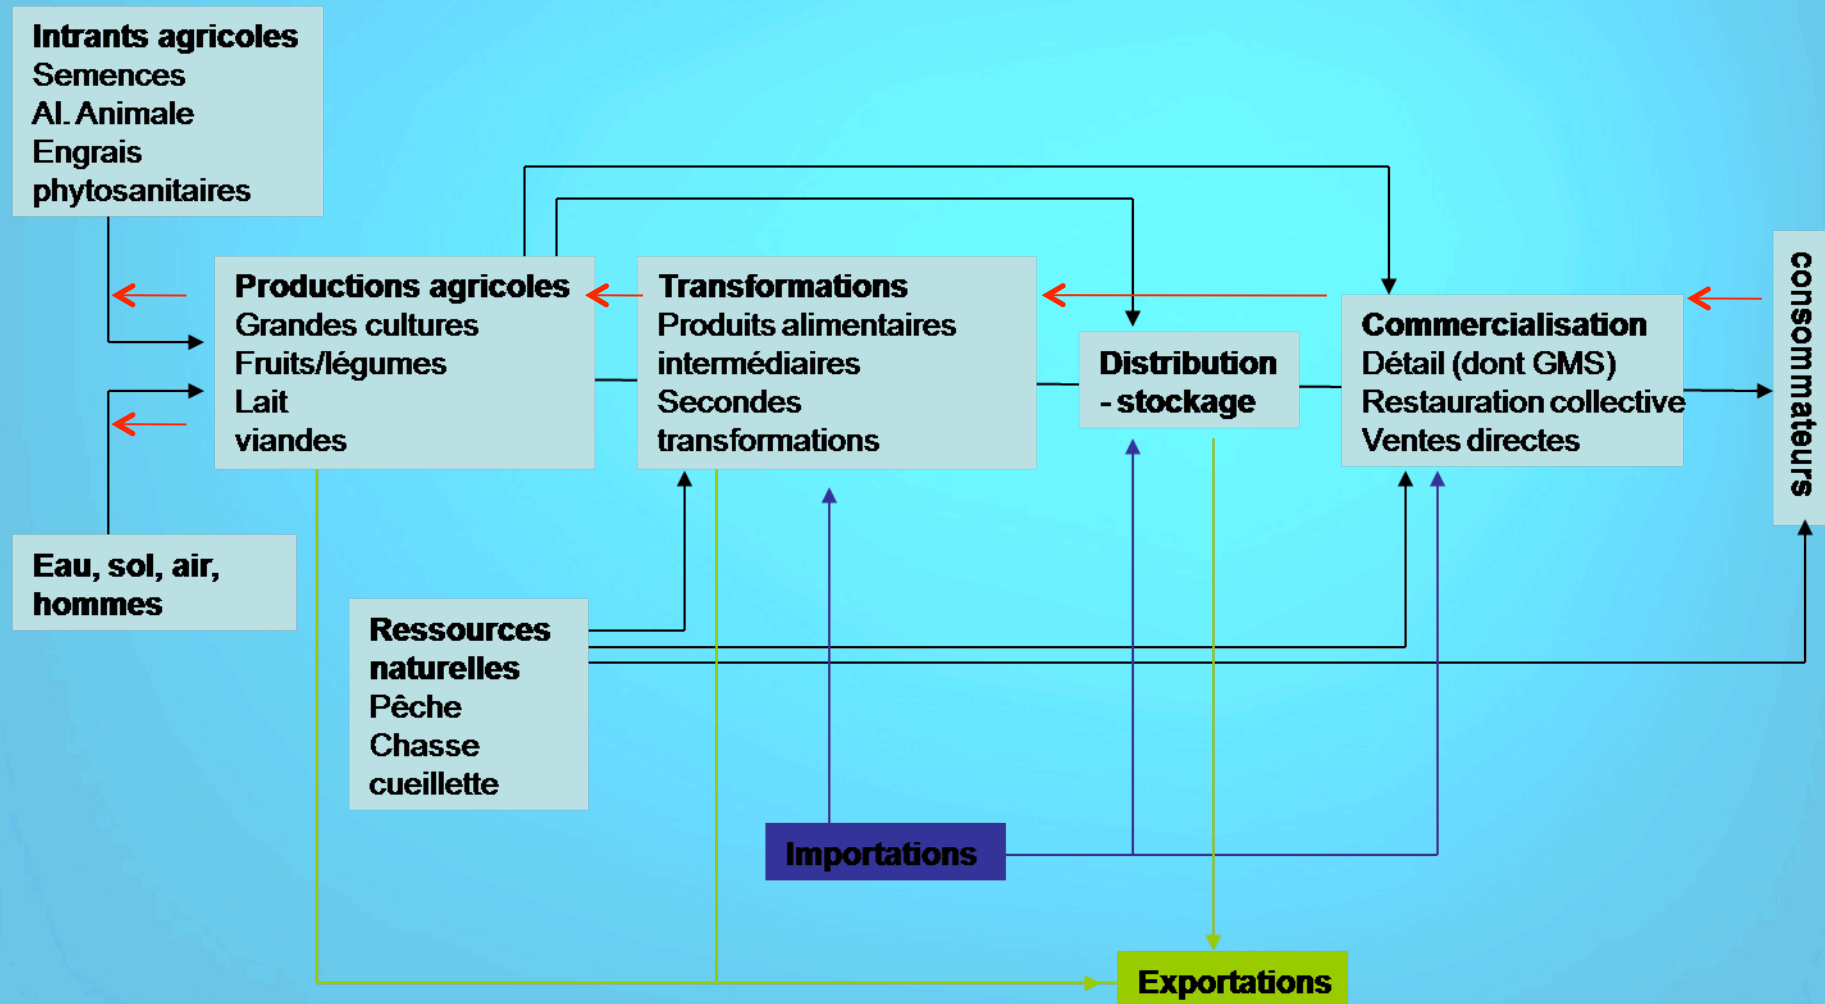 Intrants agricoles
Semences
Al. Animale
Engrais
phytosanitaires
Productions agricoles
Grandes cultures
Fruits/légumes
Lait
viandes
Transformations
Produits alimentaires
intermédiaires
Secondes
transformations
Distribution
- stockage
Commercialisation
Détail (dont GMS)
Restauration collective
Ventes directes
consommateurs
Eau, sol, air,
hommes
Ressources
naturelles
Pêche
Chasse
cueillette
Importations
Exportations